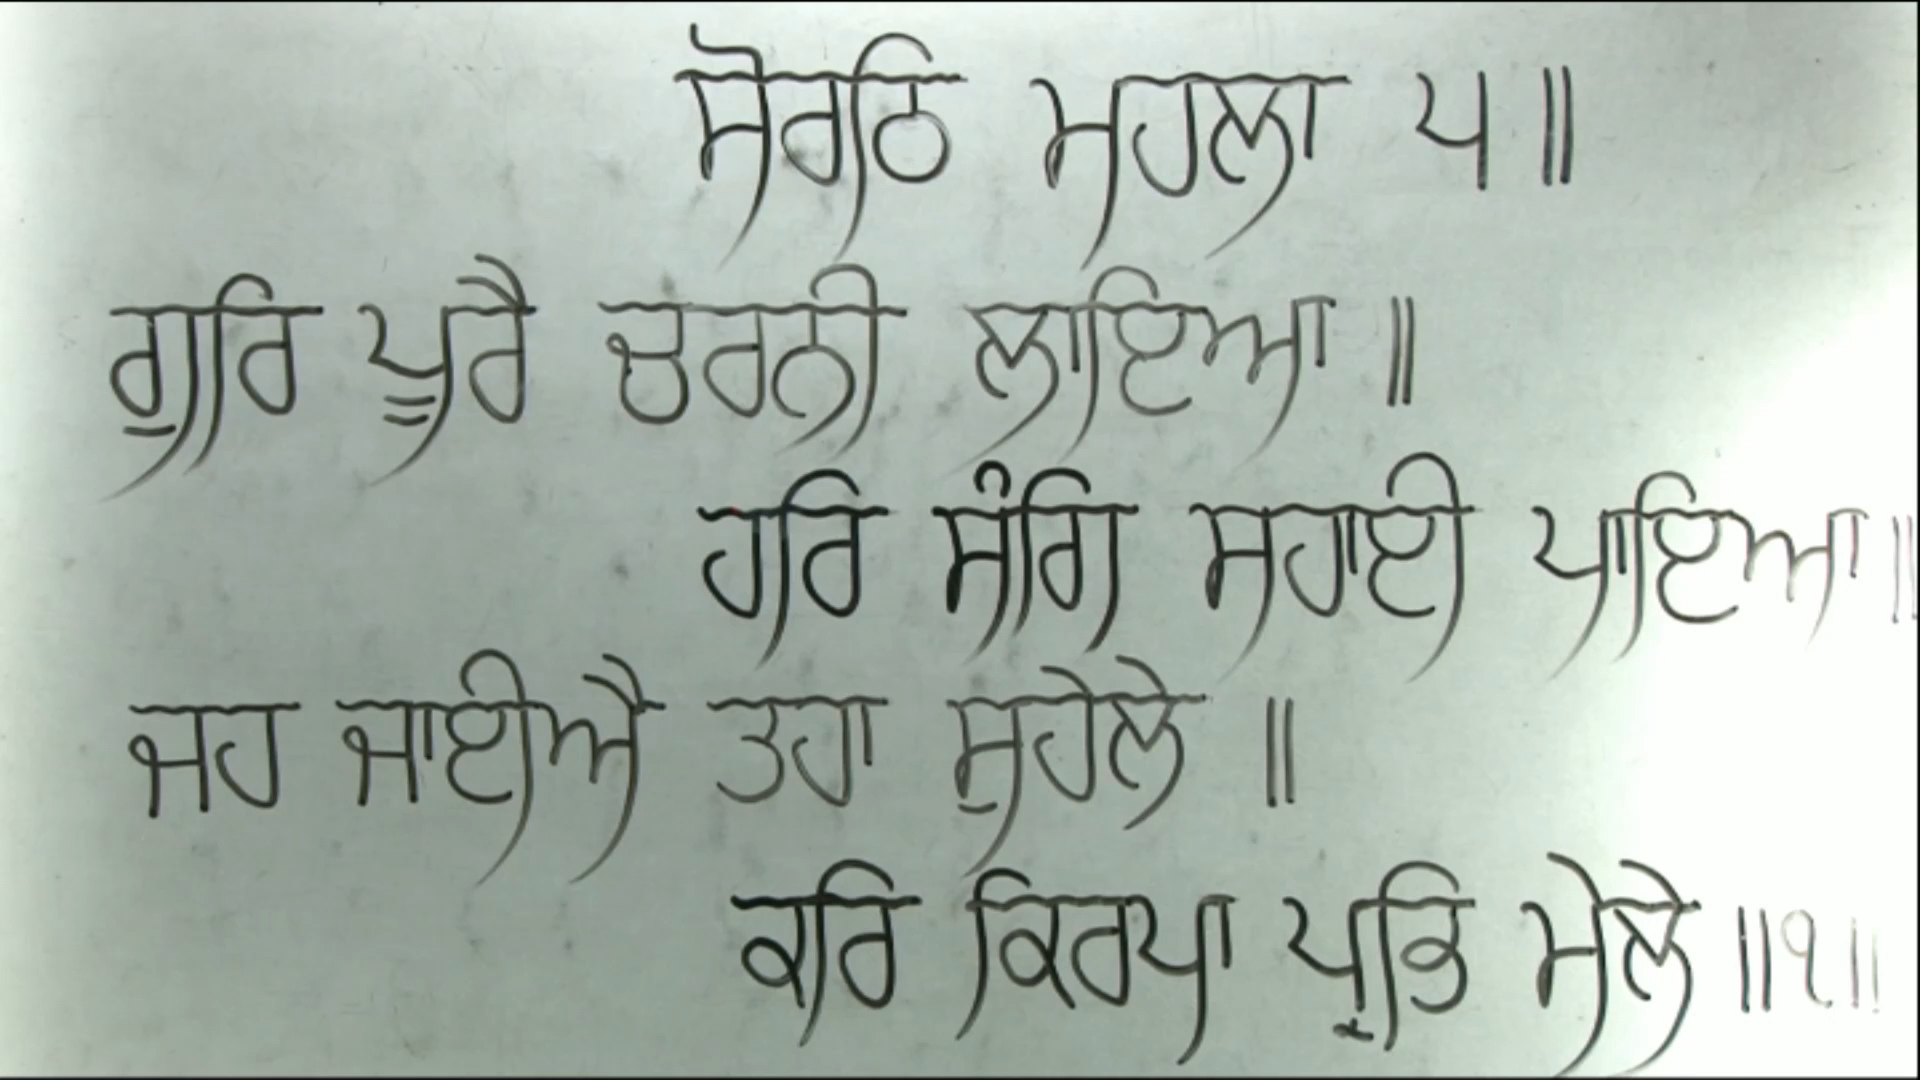 ਸੋਰਠਿ ਮਹਲਾ ੫ ॥
ਗੁਰਿ ਪੂਰੈ ਚਰਨੀ ਲਾਇਆ ॥
ਹਰਿ ਸੰਗਿ ਸਹਾਈ ਪਾਇਆ ॥
ਜਹ ਜਾਈਐ ਤਹਾ ਸੁਹੇਲੇ ॥
ਕਰਿ ਕਿਰਪਾ ਪ੍ਰਭਿ ਮੇਲੇ ॥੧॥